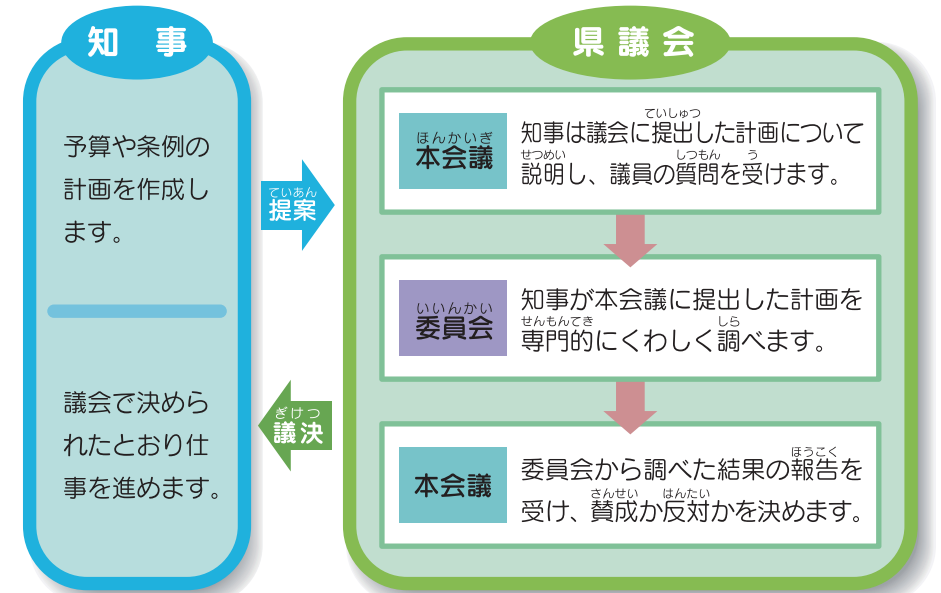 知事
予算や条例の
計画を作成し
ます。
ていあん
提案
議会で決めら
れたとおり仕
事を進めます。
ぎけつ
議決
県議会
ほんかいぎ
本会議
ていしゅつ
知事は議会に提出した計画について
せつめい しつもん う
説明し、議員の質問を受けます。
いいんかい
委員会
知事が本会議に提出した計画を
せんもんてき しら
専門的にくわしく調べます。
本会議
ほうこく
委員会から調べた結果の報告を
さんせい はんたい
受け、賛成か反対かを決めます。